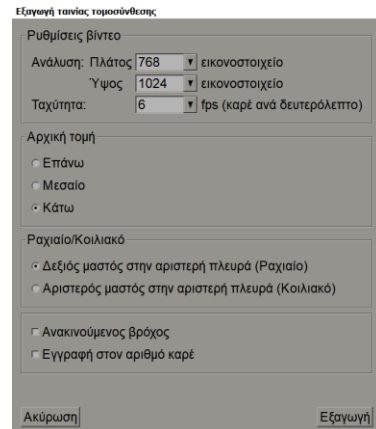 Εξαγωγή ταινίας τομοσύνθεσης
Ρυθμίσεις βίντεο
Ανάλυση: Πλάτος 768 εικονοστοιχείο
Ύψος 1024 εικονοστοιχείο
Ταχύτητα: 6 fps (καρέ ανά δευτερόλεπτο)
Αρχική τομή
Επάνω
Μεσαίο
Κάτω
Ραχιαίο/Κοιλιακό
Δεξιός μαστός στην αριστερή πλευρά (Ραχιαίο)
Αριστερός μαστός στην αριστερή πλευρά (Κοιλιακό)
Ανακινούμενος βρόχος
Εγγραφή στον αριθμό καρέ
Ακύρωση Εξαγωγή